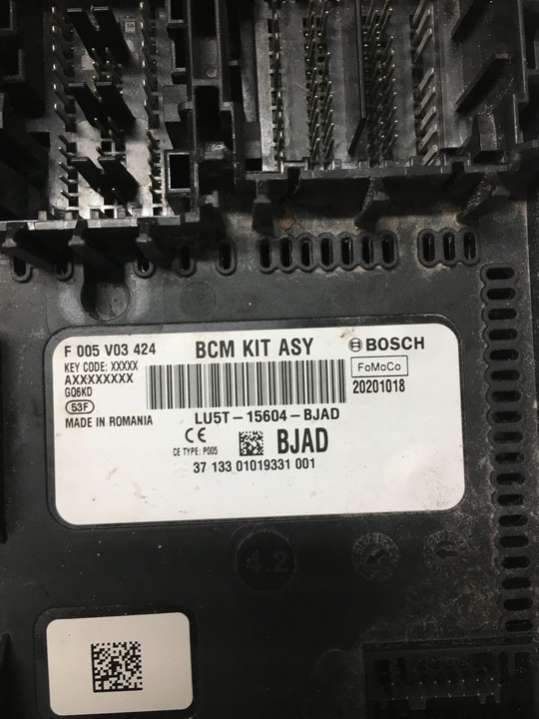 F 005 V03 424 BCM KIT ASY BOSCH
KEY CODE: XXXXX
AXXXXXXXX
GQ6KD
53F
MADE IN ROMANIA
FoMoCo
20201018
LU5T-15604-BJAD
CE
CE TYPE: P005
BJAD
37 133 01019331 001
4.2